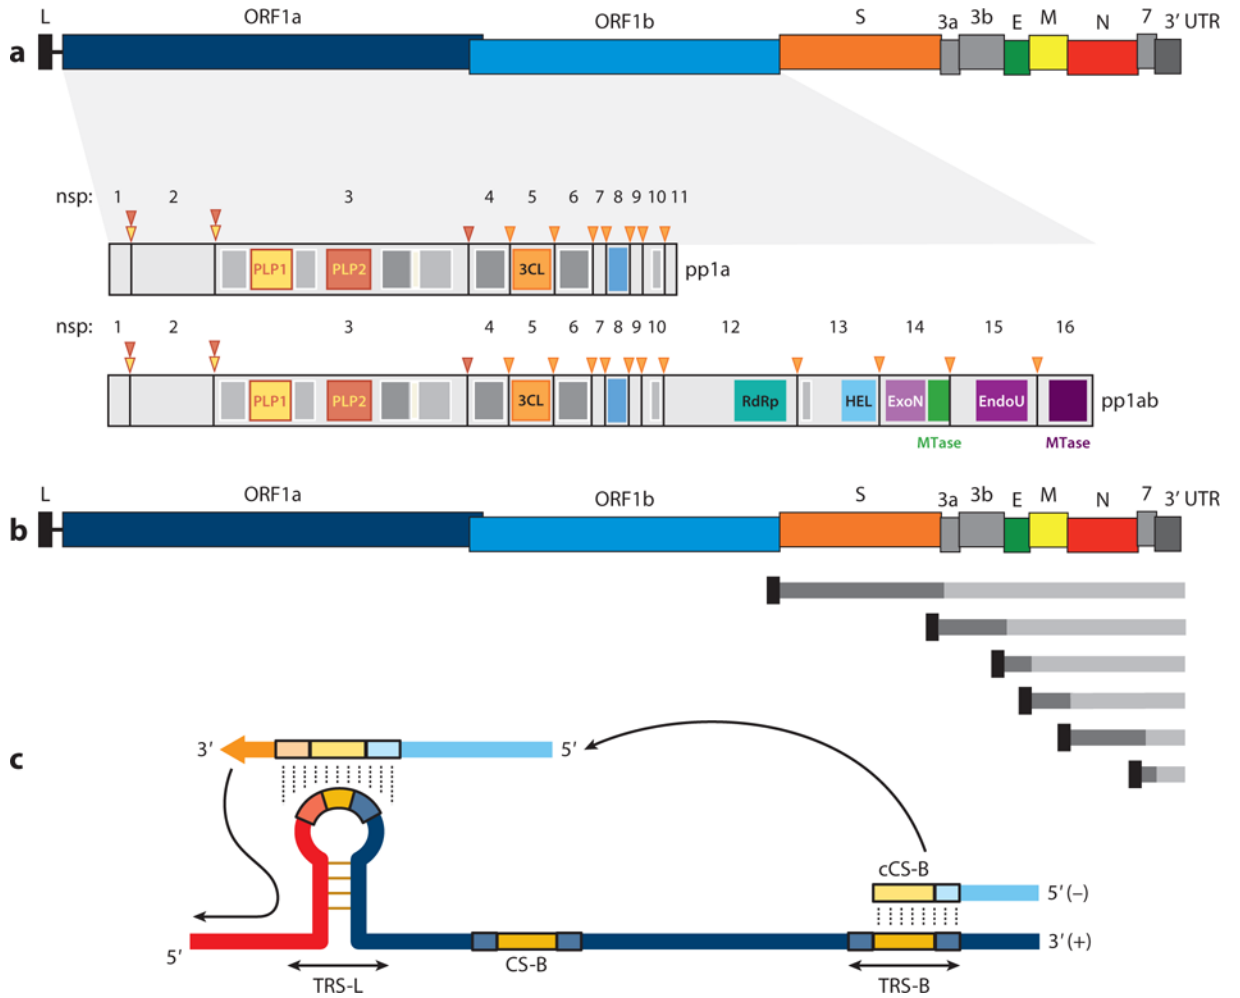 L ORF1a ORF1b S 3a 3b E M N 7 3′ UTR
a
nsp: 1 2 3 4 5 6 7 8 9 10 11
PLP1 PLP2 3CL pp1a
nsp: 1 2 3 4 5 6 7 8 9 10 12 13 14 15 16
PLP1 PLP2 3CL RdRp HEL ExoN EndoU pp1ab
MTase MTase
L ORF1a ORF1b S 3a 3b E M N 7 3′ UTR
b
c
3′ 5′
cCS-B
5′ (–)
5′ 3′ (+)
CS-B
TRS-L TRS-B